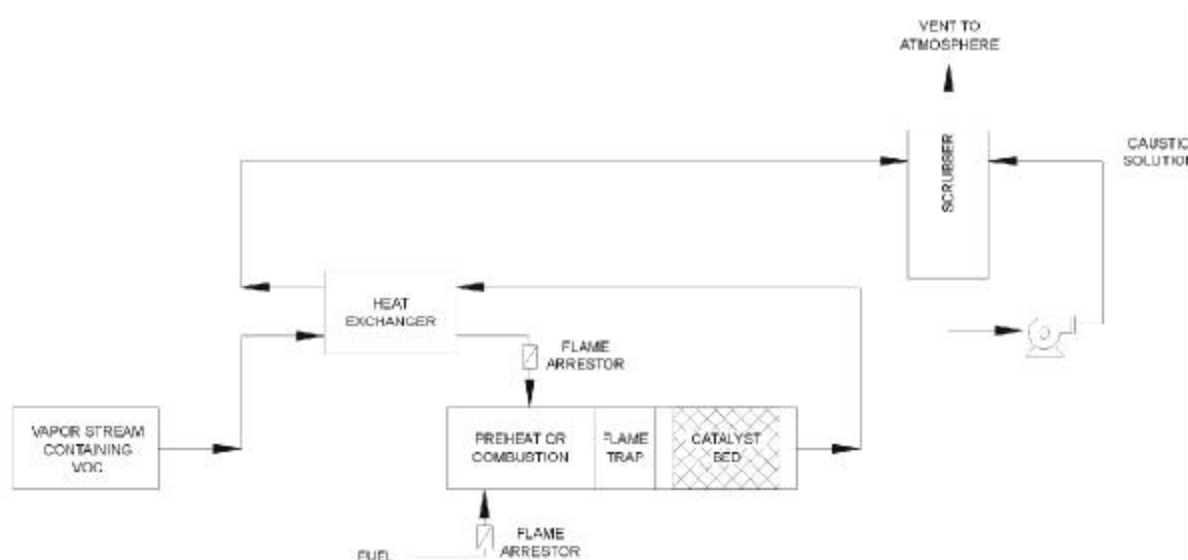 VENT TO
ATMOSPHERE
SCRUBBER
CAUSTIC
SOLUTION
HEAT
EXCHANGER
FLAME
ARRESTOR
VAPOR STREAM
CONTAINING
VOC
PREHEAT OR
COMBUSTION
FLAME
TRAP
CATALYST
BED
FLAME
ARRESTOR
FUEL